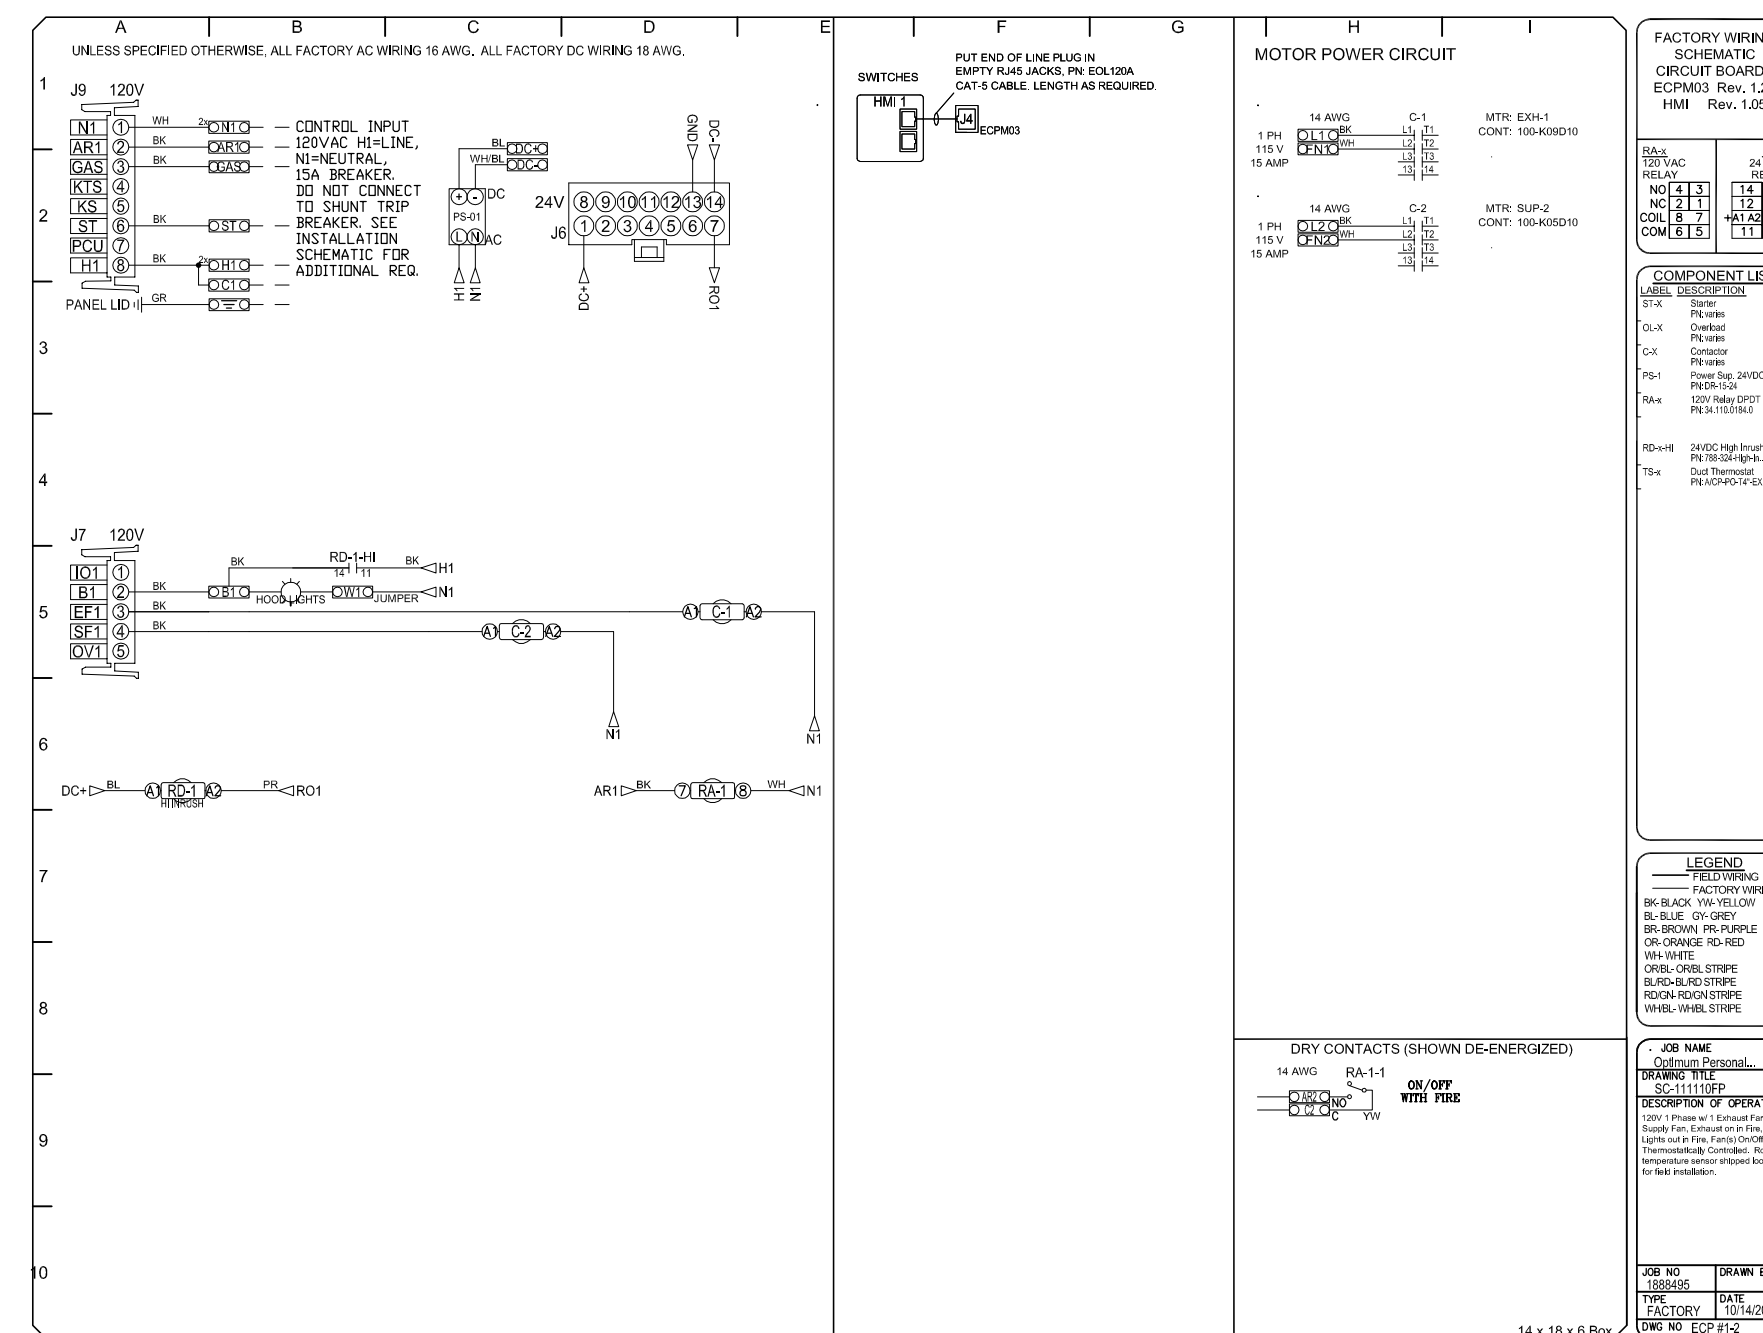 A B C D E F G H I
UNLESS SPECIFIED OTHERWISE, ALL FACTORY AC WIRING 16 AWG. ALL FACTORY DC WIRING 18 AWG.
1
J9 120V
N1 1 WH 2x N1
AR1 2 BK AR1
GAS 3 BK GAS
KTS 4
KS 5
ST 6 BK ST
PCU 7
H1 8 BK 2x H1
C1
PANEL LID GR
CONTROL INPUT
120VAC H1=LINE,
N1=NEUTRAL,
15A BREAKER.
DO NOT CONNECT
TO SHUNT TRIP
BREAKER. SEE
INSTALLATION
SCHEMATIC FOR
ADDITIONAL REQ.
BL DC+
WH/BL DC-
+ - DC
PS-01
L N AC
H1 N1
GND DC-
24V 8 9 10 11 12 13 14
J6 1 2 3 4 5 6 7
DC+ RO1
2
3
4
J7 120V
IO1 1
B1 2 BK B1 HOOD LIGHTS W1 JUMPER N1
BK RD-1-HI 14 11 BK H1
EF1 3 BK A1 C-1 A2
SF1 4 BK A1 C-2 A2
OV1 5
5
N1 N1
6
DC+ BL A1 RD-1 A2 PR RO1
HI INRUSH
AR1 BK 7 RA-1 8 WH N1
7
8
9
10
SWITCHES
HMI 1
PUT END OF LINE PLUG IN
EMPTY RJ45 JACKS, PN: EOL120A
CAT-5 CABLE. LENGTH AS REQUIRED.
J4
ECPM03
MOTOR POWER CIRCUIT
14 AWG C-1 MTR: EXH-1
1 PH L1 BK L1 T1 CONT: 100-K09D10
115 V FN1 WH L2 T2
15 AMP L3 T3
13 14
14 AWG C-2 MTR: SUP-2
1 PH L2 BK L1 T1 CONT: 100-K05D10
115 V FN2 WH L2 T2
15 AMP L3 T3
13 14
DRY CONTACTS (SHOWN DE-ENERGIZED)
14 AWG RA-1-1
AR2 NO
C2 C YW
ON/OFF
WITH FIRE
14 x 18 x 6 Box
FACTORY WIRIN
SCHEMATIC
CIRCUIT BOARD
ECPM03 Rev. 1.2
HMI Rev. 1.05
RA-x
120 VAC 24
RELAY RE
NO 4 3 14
NC 2 1 12
COIL 8 7 +A1 A2
COM 6 5 11
COMPONENT LIS
LABEL DESCRIPTION
ST-X Starter
PN: varies
OL-X Overload
PN: varies
C-X Contactor
PN: varies
PS-1 Power Sup. 24VDC
PN: DR-15-24
RA-x 120V Relay DPDT
PN: 34.110.0184.0
RD-x-HI 24VDC High Inrush
PN: 788-324-High-In...
TS-x Duct Thermostat
PN: A/CP-PO-T4"-EX
LEGEND
FIELD WIRING
FACTORY WIRI
BK- BLACK YW- YELLOW
BL- BLUE GY- GREY
BR- BROWN PR- PURPLE
OR- ORANGE RD- RED
WH- WHITE
OR/BL- OR/BL STRIPE
BL/RD- BL/RD STRIPE
RD/GN- RD/GN STRIPE
WH/BL- WH/BL STRIPE
JOB NAME
Optimum Personal...
DRAWING TITLE
SC-111110FP
DESCRIPTION OF OPERAT
120V 1 Phase w/ 1 Exhaust Fan
Supply Fan, Exhaust on in Fire,
Lights out in Fire, Fan(s) On/Off
Thermostatically Controlled. Ro
temperature sensor shipped loo
for field installation.
JOB NO DRAWN B
1888495
TYPE DATE
FACTORY 10/14/20
DWG NO ECP #1-2